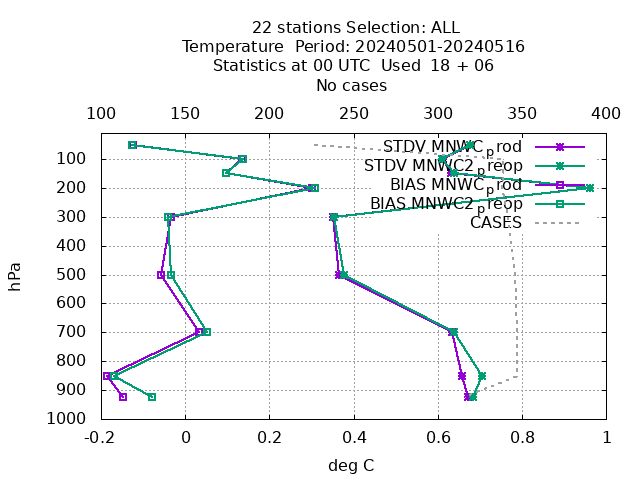 22 stations Selection: ALL
Temperature  Period: 20240501-20240516
Statistics at 00 UTC  Used  18 + 06
No cases
100 150 200 250 300 350 400
STDV MNWC_prod
STDV MNWC2_preop
BIAS MNWC_prod
BIAS MNWC2_preop
CASES
100
200
300
400
500
600
700
800
900
1000
hPa
-0.2 0 0.2 0.4 0.6 0.8 1
deg C